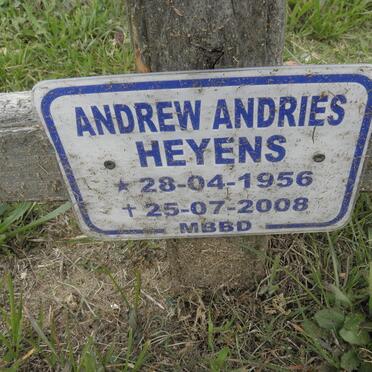 ANDREW ANDRIES
HEYENS
★ 28-04-1956
✝ 25-07-2008
MBBD